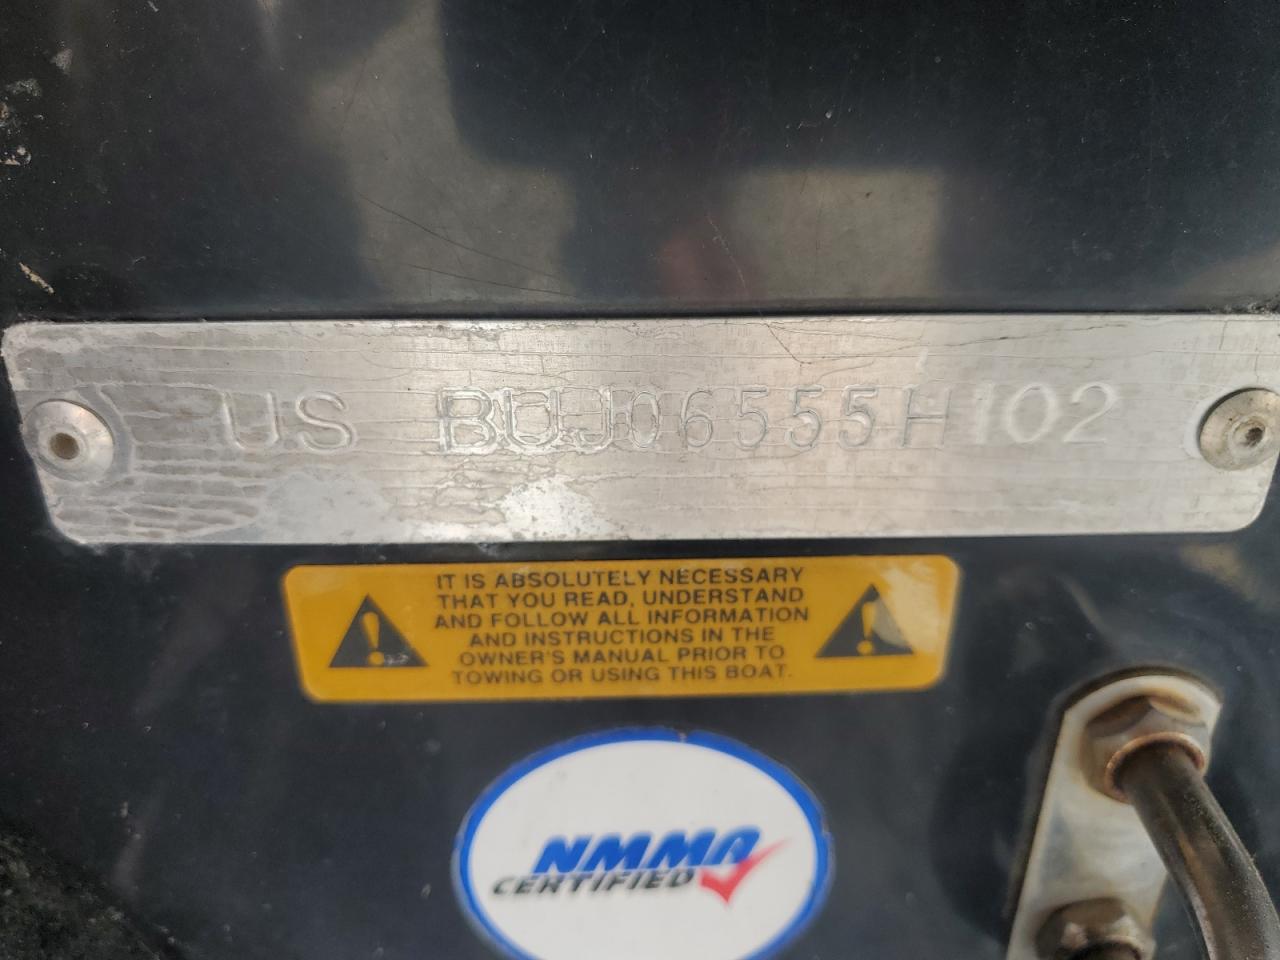 US BUJ06555H102
IT IS ABSOLUTELY NECESSARY
THAT YOU READ, UNDERSTAND
AND FOLLOW ALL INFORMATION
AND INSTRUCTIONS IN THE
OWNER'S MANUAL PRIOR TO
TOWING OR USING THIS BOAT.
NMMA
CERTIFIED